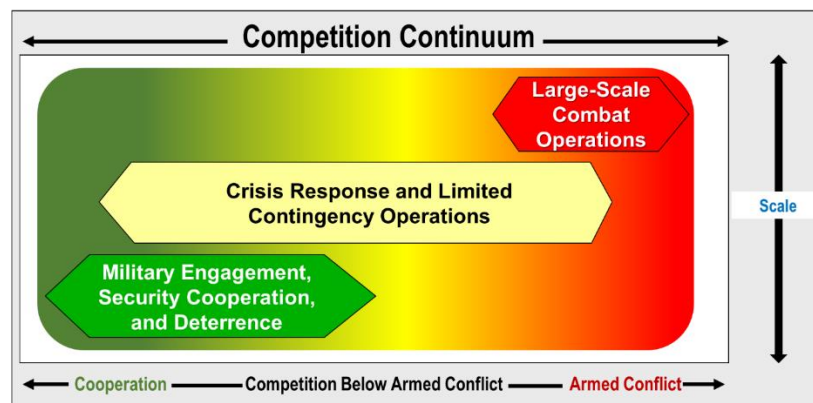 Competition Continuum
Large-Scale
Combat
Operations
Crisis Response and Limited
Contingency Operations
Scale
Military Engagement,
Security Cooperation,
and Deterrence
Cooperation Competition Below Armed Conflict Armed Conflict